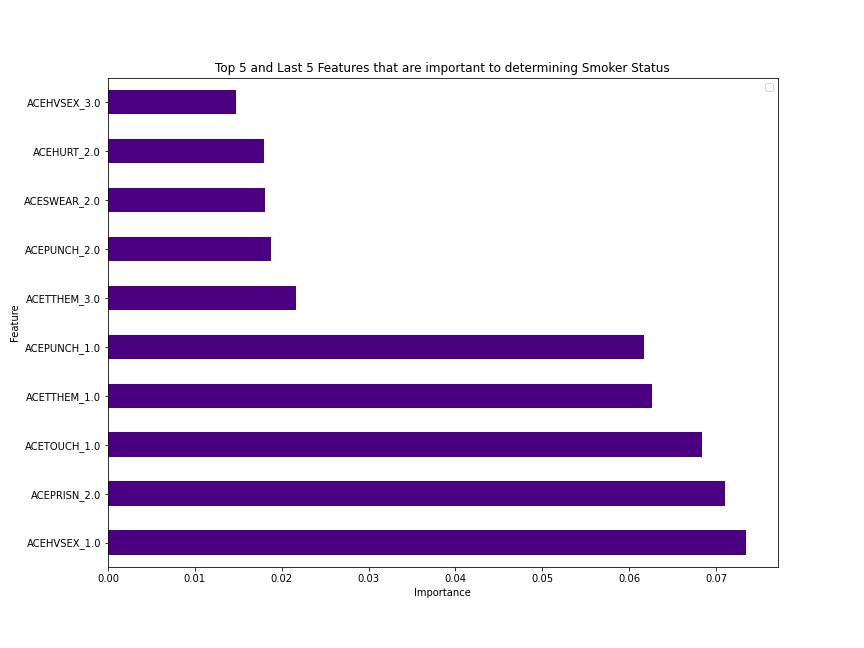 Top 5 and Last 5 Features that are important to determining Smoker Status
ACEHVSEX_3.0
ACEHURT_2.0
ACESWEAR_2.0
ACEPUNCH_2.0
ACETTHEM_3.0
ACEPUNCH_1.0
ACETTHEM_1.0
ACETOUCH_1.0
ACEPRISN_2.0
ACEHVSEX_1.0
Feature
0.00 0.01 0.02 0.03 0.04 0.05 0.06 0.07
Importance